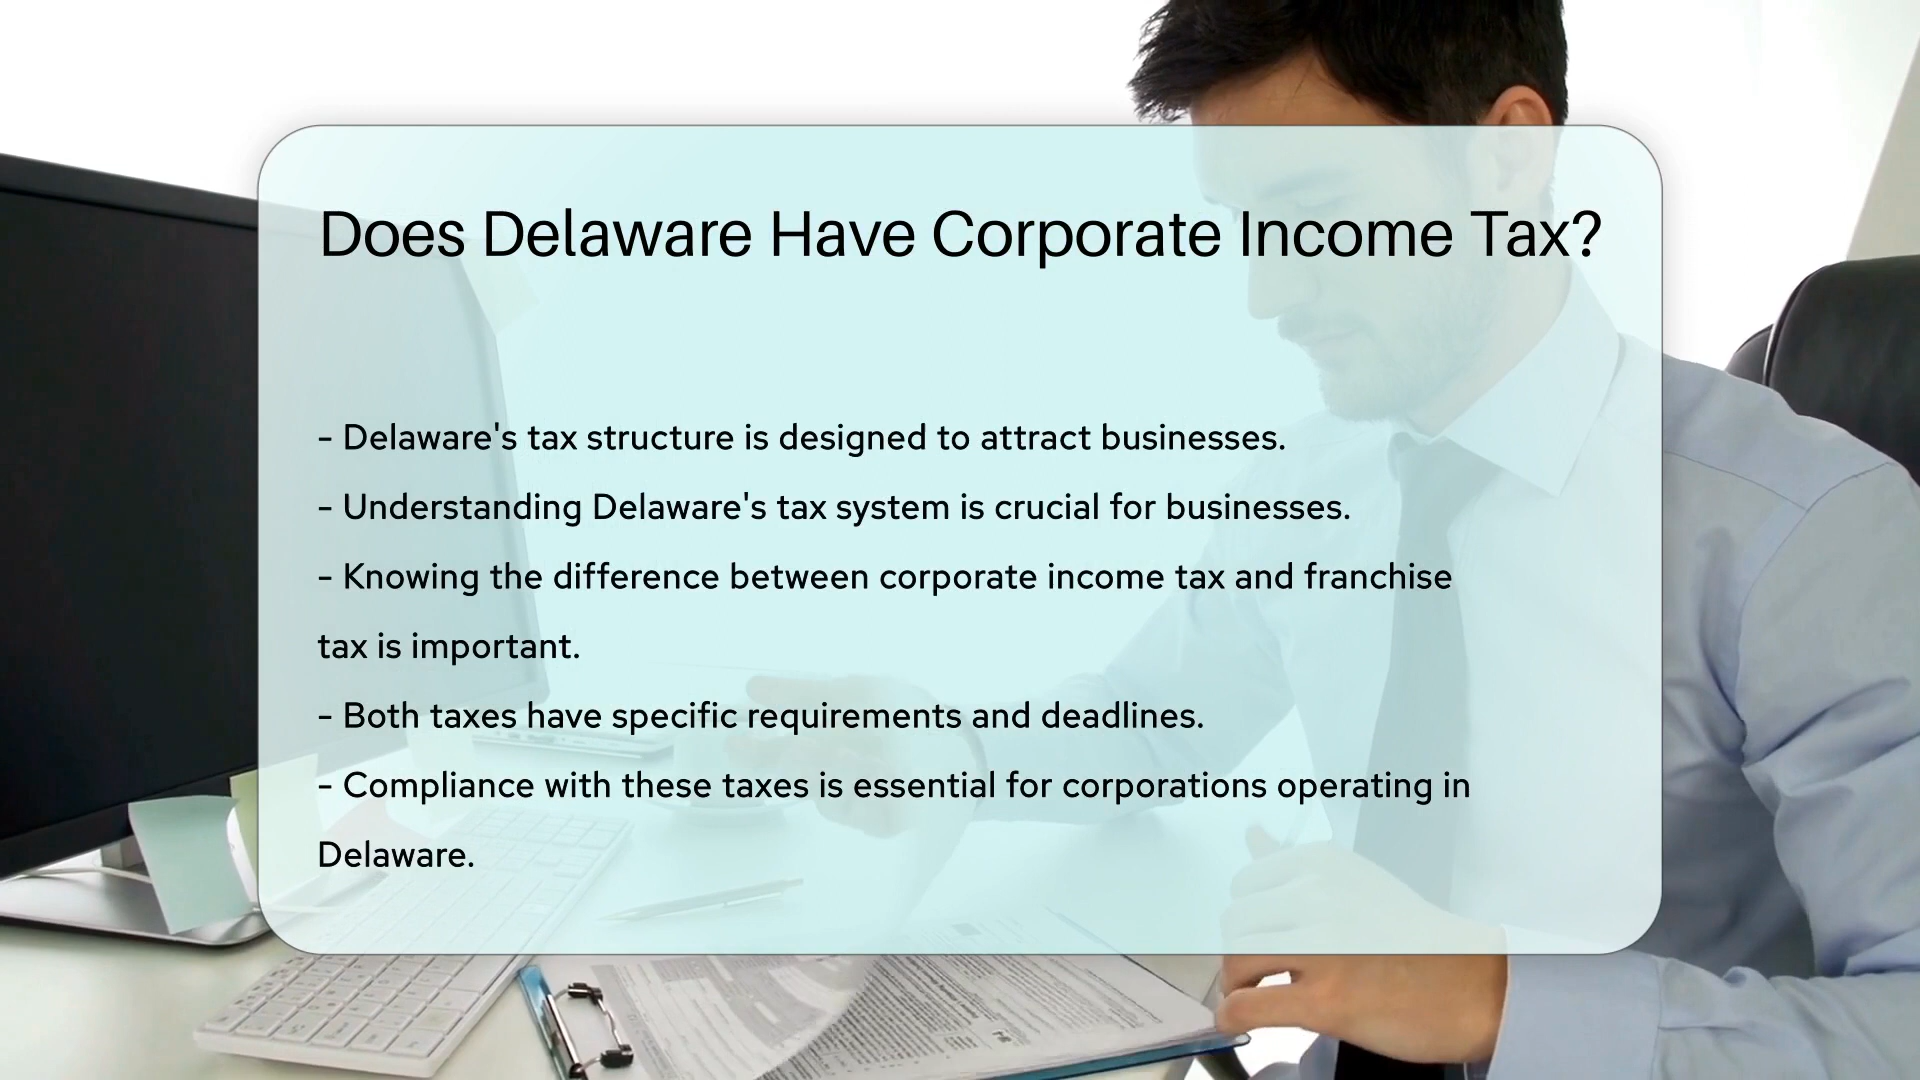 Does Delaware Have Corporate Income Tax?
- Delaware's tax structure is designed to attract businesses.
- Understanding Delaware's tax system is crucial for businesses.
- Knowing the difference between corporate income tax and franchise
tax is important.
- Both taxes have specific requirements and deadlines.
- Compliance with these taxes is essential for corporations operating in
Delaware.